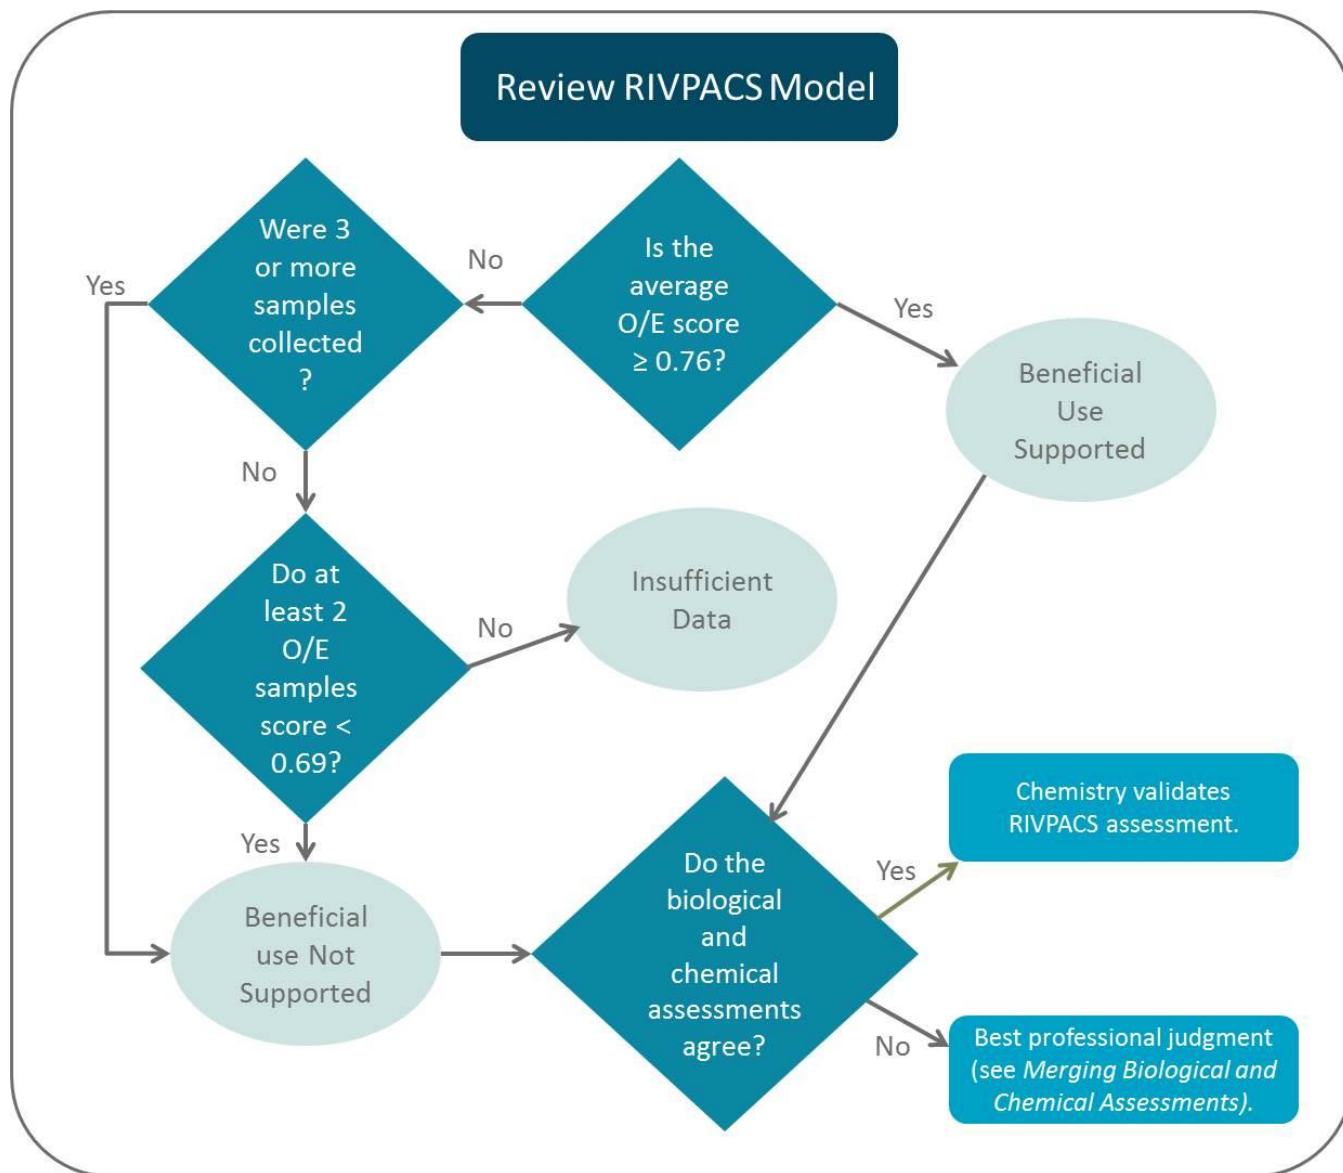 Review RIVPACS Model
Is the
average
O/E score
≥ 0.76?
No
Yes
Were 3
or more
samples
collected
?
Yes
No
Beneficial
Use
Supported
Do at
least 2
O/E
samples
score <
0.69?
No
Yes
Insufficient
Data
Beneficial
use Not
Supported
Do the
biological
and
chemical
assessments
agree?
Yes
No
Chemistry validates
RIVPACS assessment.
Best professional judgment
(see Merging Biological and
Chemical Assessments).